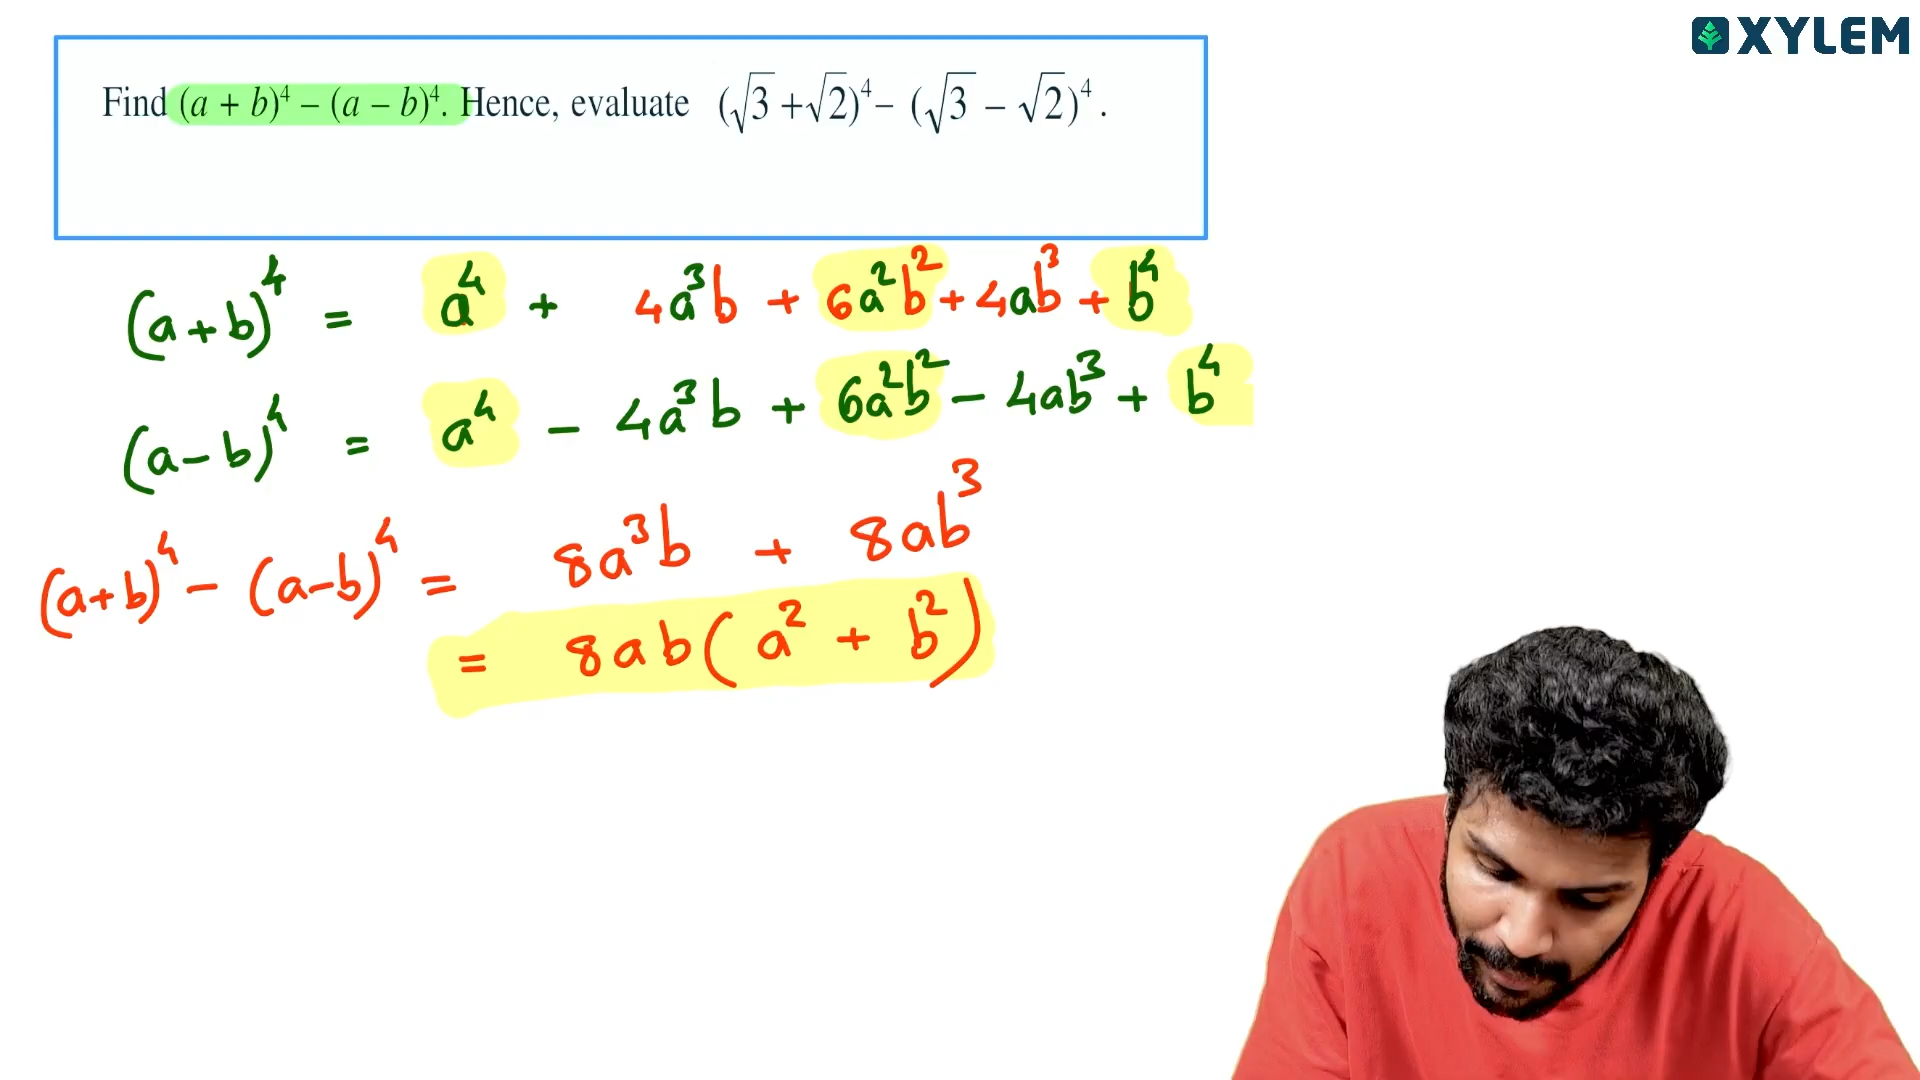 XYLEM
Find (a + b)⁴ – (a – b)⁴. Hence, evaluate (√3 + √2)⁴ – (√3 – √2)⁴ .
(a+b)⁴ = a⁴ + 4a³b + 6a²b² + 4ab³ + b⁴
(a-b)⁴ = a⁴ - 4a³b + 6a²b² - 4ab³ + b⁴
(a+b)⁴ - (a-b)⁴ = 8a³b + 8ab³
= 8ab(a² + b²)